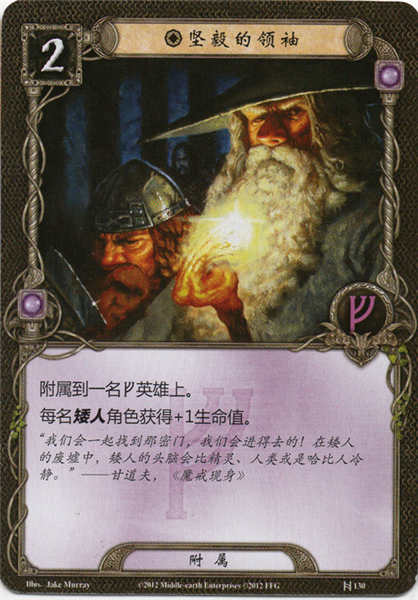 2
坚毅的领袖
附属到一名ᚠ英雄上。
每名矮人角色获得+1生命值。
“我们会一起找到那密门，我们会进得去的！在矮人
的废墟中，矮人的头脑会比精灵、人类或是哈比人冷
静。”——甘道夫，《魔戒现身》
附属
Illus. Jake Murray ©2012 Middle-earth Enterprises ©2012 FFG 130